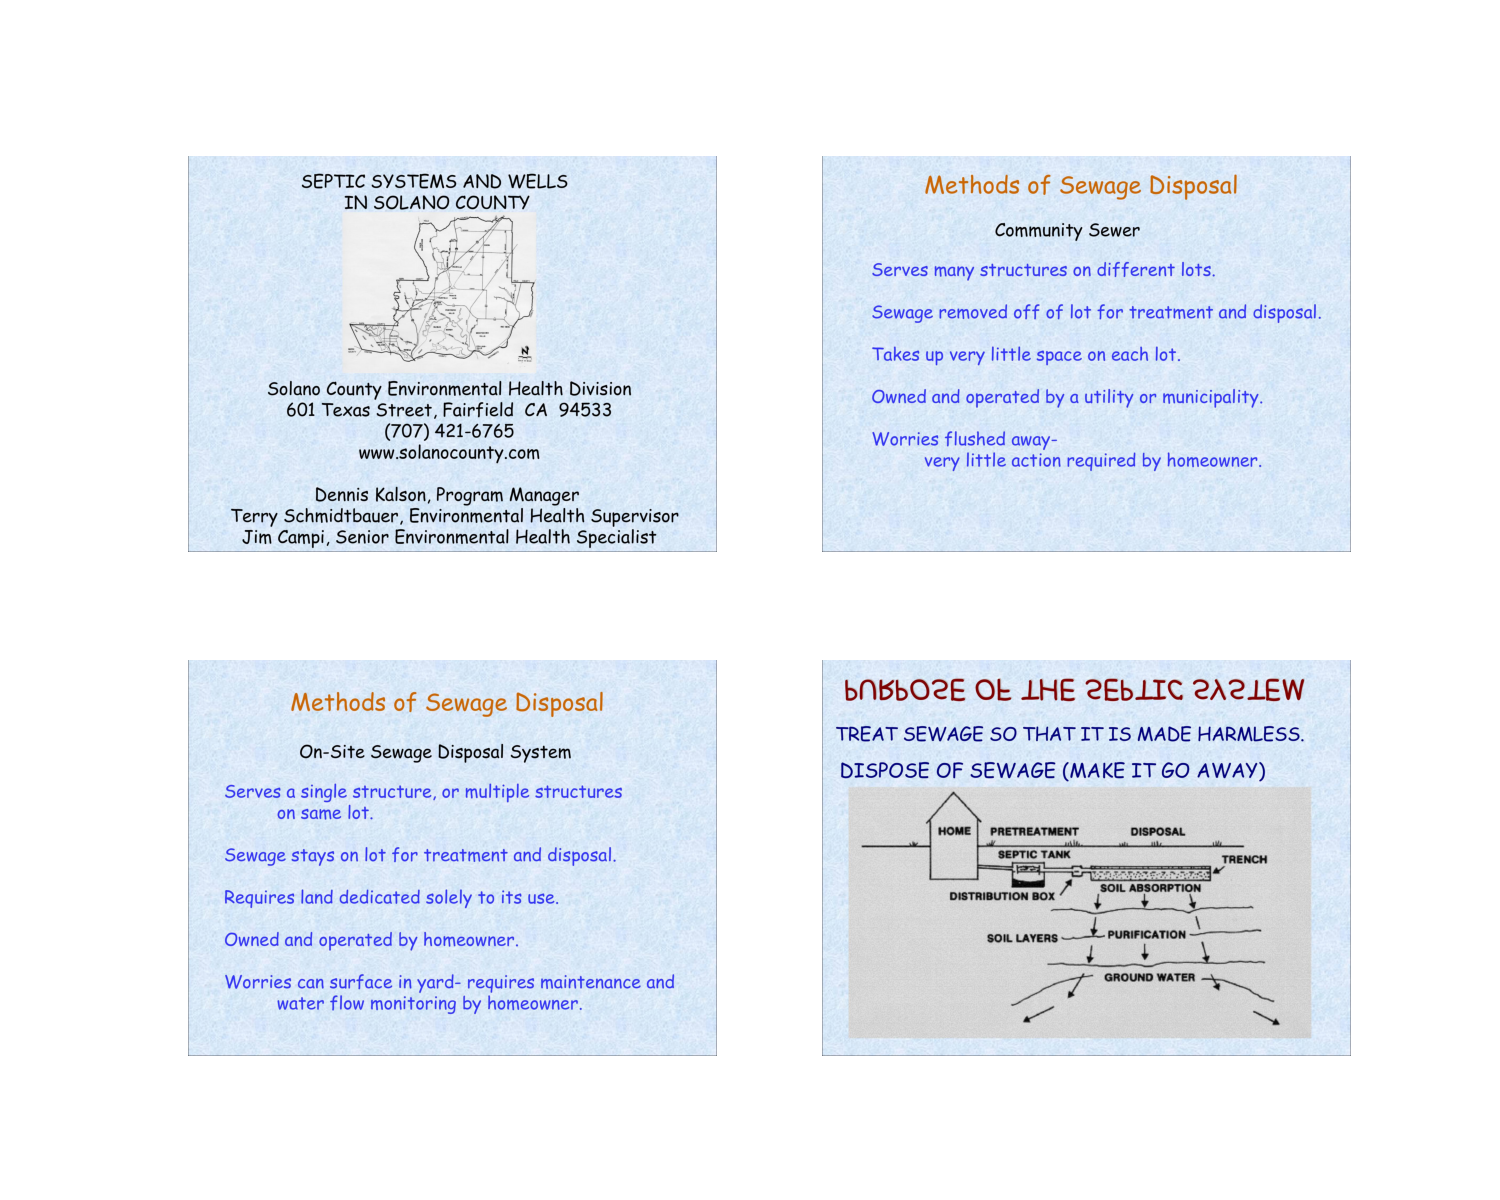 SEPTIC SYSTEMS AND WELLS
IN SOLANO COUNTY
N
Solano County Environmental Health Division
601 Texas Street, Fairfield CA 94533
(707) 421-6765
www.solanocounty.com
Dennis Kalson, Program Manager
Terry Schmidtbauer, Environmental Health Supervisor
Jim Campi, Senior Environmental Health Specialist
Methods of Sewage Disposal
Community Sewer
Serves many structures on different lots.
Sewage removed off of lot for treatment and disposal.
Takes up very little space on each lot.
Owned and operated by a utility or municipality.
Worries flushed away-
very little action required by homeowner.
Methods of Sewage Disposal
On-Site Sewage Disposal System
Serves a single structure, or multiple structures
on same lot.
Sewage stays on lot for treatment and disposal.
Requires land dedicated solely to its use.
Owned and operated by homeowner.
Worries can surface in yard- requires maintenance and
water flow monitoring by homeowner.
PURPOSE OF THE SEPTIC SYSTEM
TREAT SEWAGE SO THAT IT IS MADE HARMLESS.
DISPOSE OF SEWAGE (MAKE IT GO AWAY)
HOME PRETREATMENT DISPOSAL
SEPTIC TANK
TRENCH
SOIL ABSORPTION
DISTRIBUTION BOX
SOIL LAYERS PURIFICATION
GROUND WATER